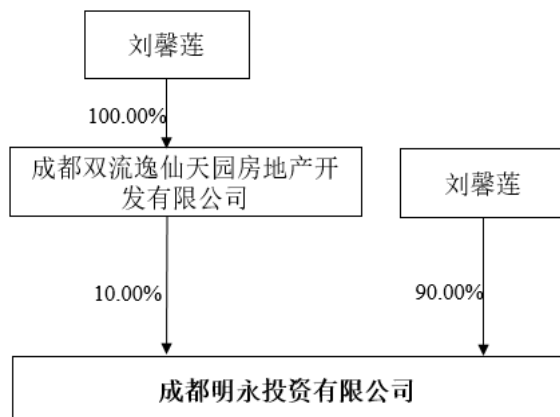 刘馨莲
100.00%
成都双流逸仙天园房地产开
发有限公司
刘馨莲
10.00%
90.00%
成都明永投资有限公司